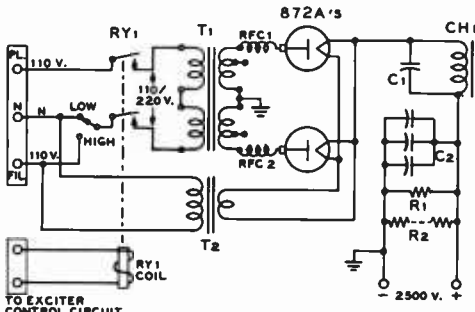 872A'S
RY1
T1
RFC1
CH1
PL.
110 V.
110/
220 V.
C1
N
N
LOW
HIGH
110 V.
FIL.
RFC 2
C2
R1
R2
T2
RY1
COIL
- 2500 V. +
TO EXCITER
CONTROL CIRCUIT